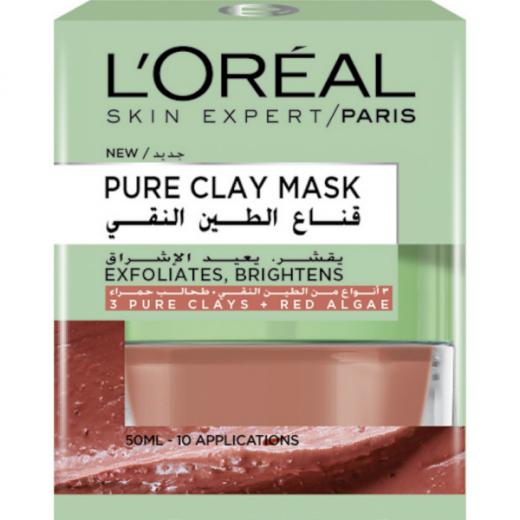 L'ORÉAL
SKIN EXPERT/PARIS
NEW / جديد
PURE CLAY MASK
قناع الطين النقي
يقشر، يعيد الإشراق
EXFOLIATES, BRIGHTENS
٣ أنواع من الطين النقي + طحالب حمراء
3 PURE CLAYS + RED ALGAE
50ML - 10 APPLICATIONS